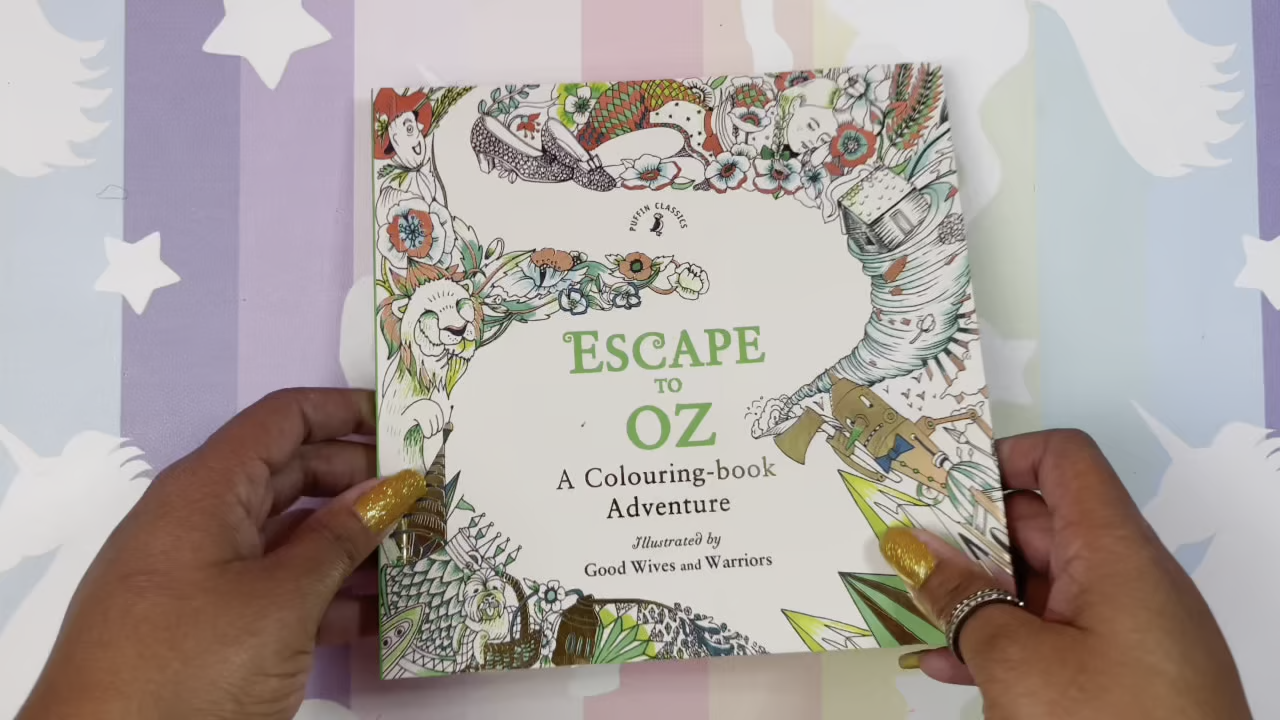 PUFFIN CLASSICS
ESCAPE
TO
OZ
A Colouring-book
Adventure
Illustrated by
Good Wives and Warriors